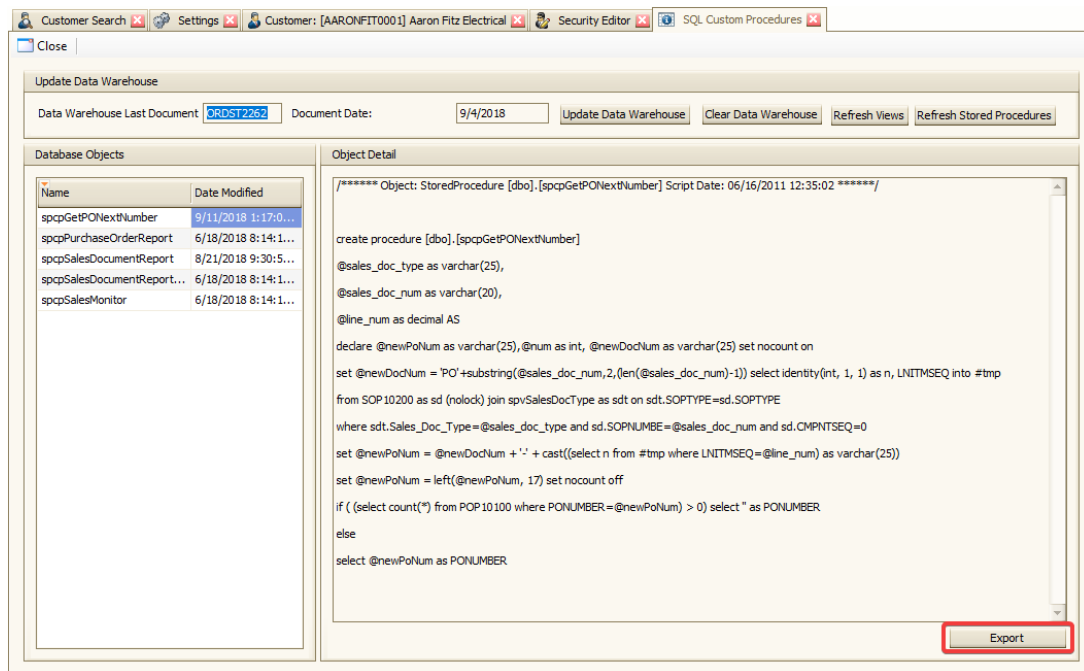 Customer Search Settings Customer: [AARONFIT0001] Aaron Fitz Electrical Security Editor SQL Custom Procedures
Close
Update Data Warehouse
Data Warehouse Last Document ORDST2262 Document Date: 9/4/2018 Update Data Warehouse Clear Data Warehouse Refresh Views Refresh Stored Procedures
Database Objects
Name Date Modified
spcpGetPONextNumber 9/11/2018 1:17:0...
spcpPurchaseOrderReport 6/18/2018 8:14:1...
spcpSalesDocumentReport 8/21/2018 9:30:5...
spcpSalesDocumentReport... 6/18/2018 8:14:1...
spcpSalesMonitor 6/18/2018 8:14:1...
Object Detail
/****** Object: StoredProcedure [dbo].[spcpGetPONextNumber] Script Date: 06/16/2011 12:35:02 ******/
create procedure [dbo].[spcpGetPONextNumber]
@sales_doc_type as varchar(25),
@sales_doc_num as varchar(20),
@line_num as decimal AS
declare @newPoNum as varchar(25),@num as int, @newDocNum as varchar(25) set nocount on
set @newDocNum = 'PO'+substring(@sales_doc_num,2,(len(@sales_doc_num)-1)) select identity(int, 1, 1) as n, LNITMSEQ into #tmp
from SOP10200 as sd (nolock) join spvSalesDocType as sdt on sdt.SOPTYPE=sd.SOPTYPE
where sdt.Sales_Doc_Type=@sales_doc_type and sd.SOPNUMBE=@sales_doc_num and sd.CMPNTSEQ=0
set @newPoNum = @newDocNum + '-' + cast((select n from #tmp where LNITMSEQ=@line_num) as varchar(25))
set @newPoNum = left(@newPoNum, 17) set nocount off
if ( (select count(*) from POP10100 where PONUMBER=@newPoNum) > 0) select '' as PONUMBER
else
select @newPoNum as PONUMBER
Export